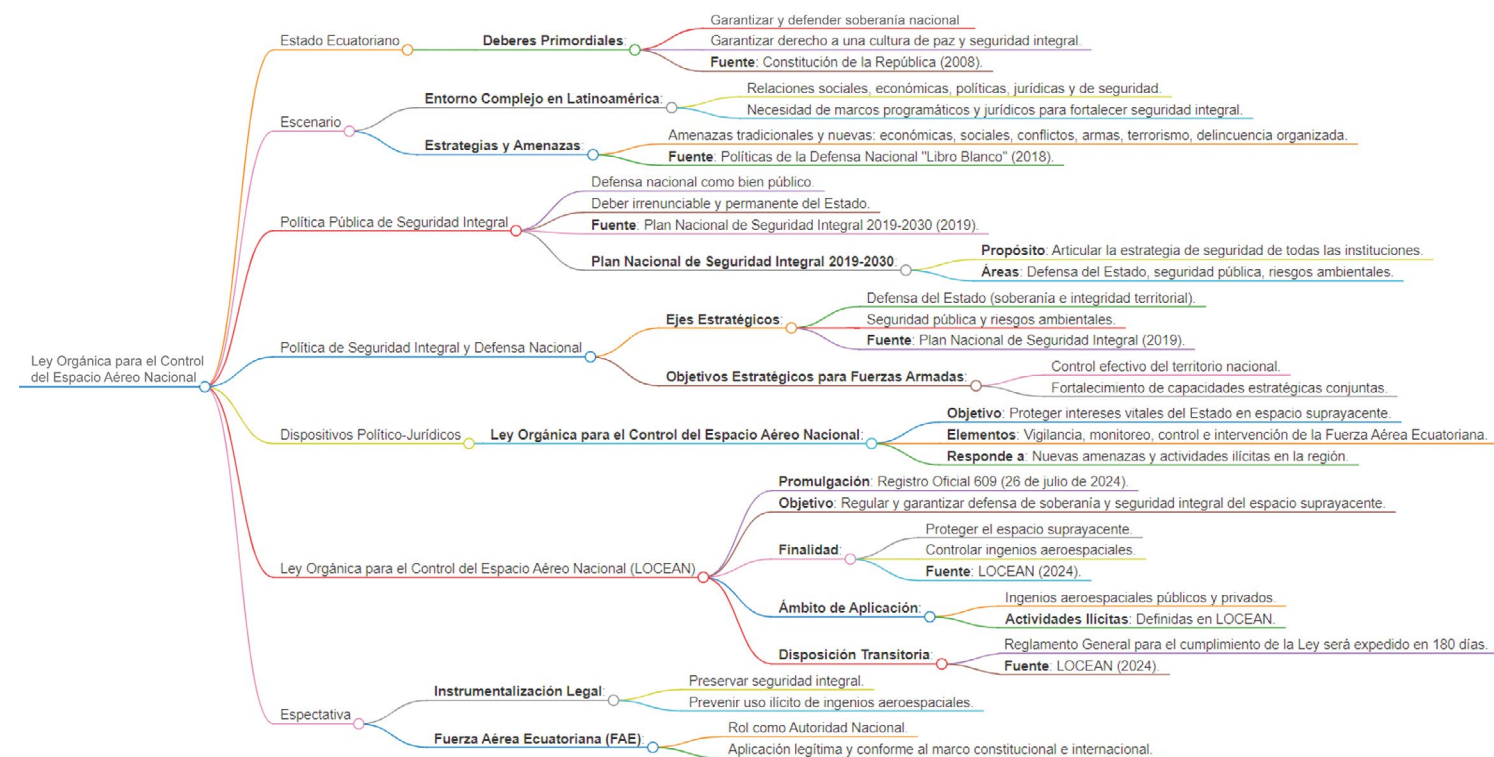 Ley Orgánica para el Control
del Espacio Aéreo Nacional
Estado Ecuatoriano
Deberes Primordiales:
Garantizar y defender soberanía nacional
Garantizar derecho a una cultura de paz y seguridad integral.
Fuente: Constitución de la República (2008).
Escenario
Entorno Complejo en Latinoamérica:
Relaciones sociales, económicas, políticas, jurídicas y de seguridad.
Necesidad de marcos programáticos y jurídicos para fortalecer seguridad integral.
Estrategias y Amenazas:
Amenazas tradicionales y nuevas: económicas, sociales, conflictos, armas, terrorismo, delincuencia organizada.
Fuente: Políticas de la Defensa Nacional "Libro Blanco" (2018).
Política Pública de Seguridad Integral
Defensa nacional como bien público.
Deber irrenunciable y permanente del Estado.
Fuente: Plan Nacional de Seguridad Integral 2019-2030 (2019).
Plan Nacional de Seguridad Integral 2019-2030:
Propósito: Articular la estrategia de seguridad de todas las instituciones.
Áreas: Defensa del Estado, seguridad pública, riesgos ambientales.
Política de Seguridad Integral y Defensa Nacional
Ejes Estratégicos:
Defensa del Estado (soberanía e integridad territorial).
Seguridad pública y riesgos ambientales.
Fuente: Plan Nacional de Seguridad Integral (2019).
Objetivos Estratégicos para Fuerzas Armadas:
Control efectivo del territorio nacional.
Fortalecimiento de capacidades estratégicas conjuntas.
Dispositivos Político-Jurídicos
Ley Orgánica para el Control del Espacio Aéreo Nacional:
Objetivo: Proteger intereses vitales del Estado en espacio suprayacente.
Elementos: Vigilancia, monitoreo, control e intervención de la Fuerza Aérea Ecuatoriana.
Responde a: Nuevas amenazas y actividades ilícitas en la región.
Ley Orgánica para el Control del Espacio Aéreo Nacional (LOCEAN)
Promulgación: Registro Oficial 609 (26 de julio de 2024).
Objetivo: Regular y garantizar defensa de soberanía y seguridad integral del espacio suprayacente.
Finalidad:
Proteger el espacio suprayacente.
Controlar ingenios aeroespaciales.
Fuente: LOCEAN (2024).
Ámbito de Aplicación:
Ingenios aeroespaciales públicos y privados.
Actividades Ilícitas: Definidas en LOCEAN.
Disposición Transitoria:
Reglamento General para el cumplimiento de la Ley será expedido en 180 días.
Fuente: LOCEAN (2024).
Espectativa
Instrumentalización Legal:
Preservar seguridad integral.
Prevenir uso ilícito de ingenios aeroespaciales.
Fuerza Aérea Ecuatoriana (FAE):
Rol como Autoridad Nacional.
Aplicación legítima y conforme al marco constitucional e internacional.